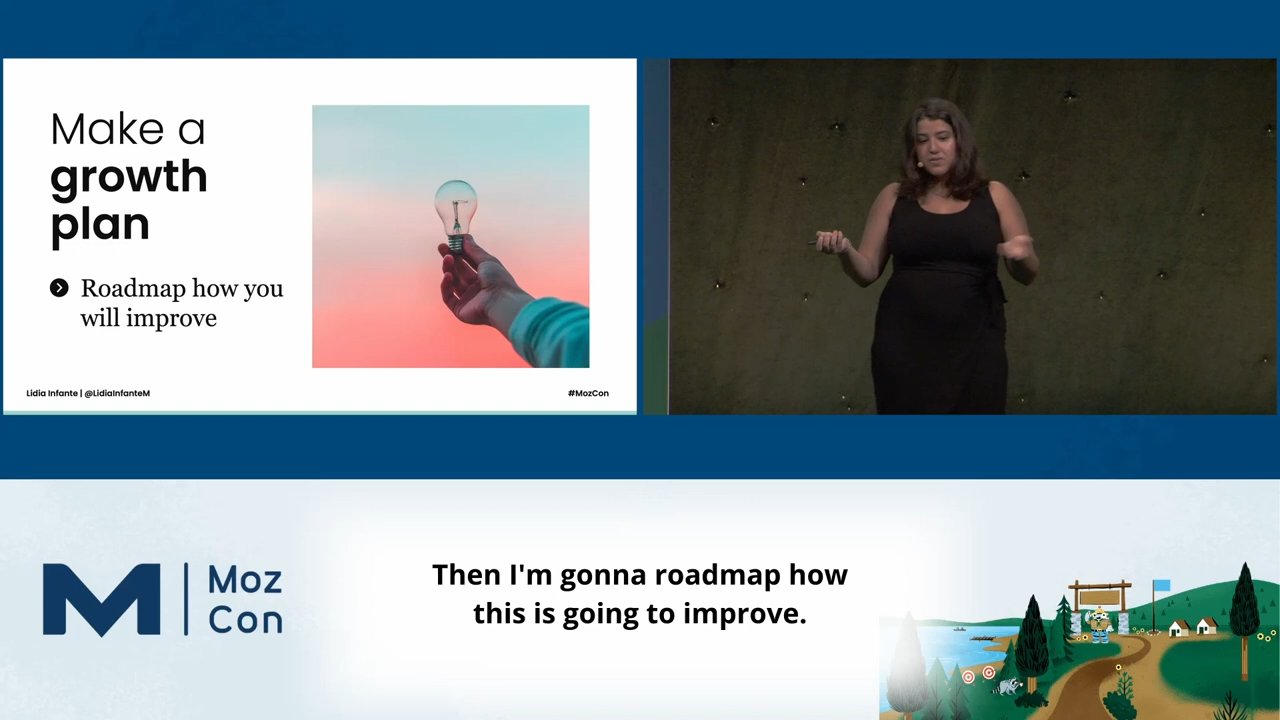 Make a
growth
plan
Roadmap how you
will improve
Lidia Infante | @LidiaInfanteM
#MozCon
Moz
Con
Then I'm gonna roadmap how
this is going to improve.